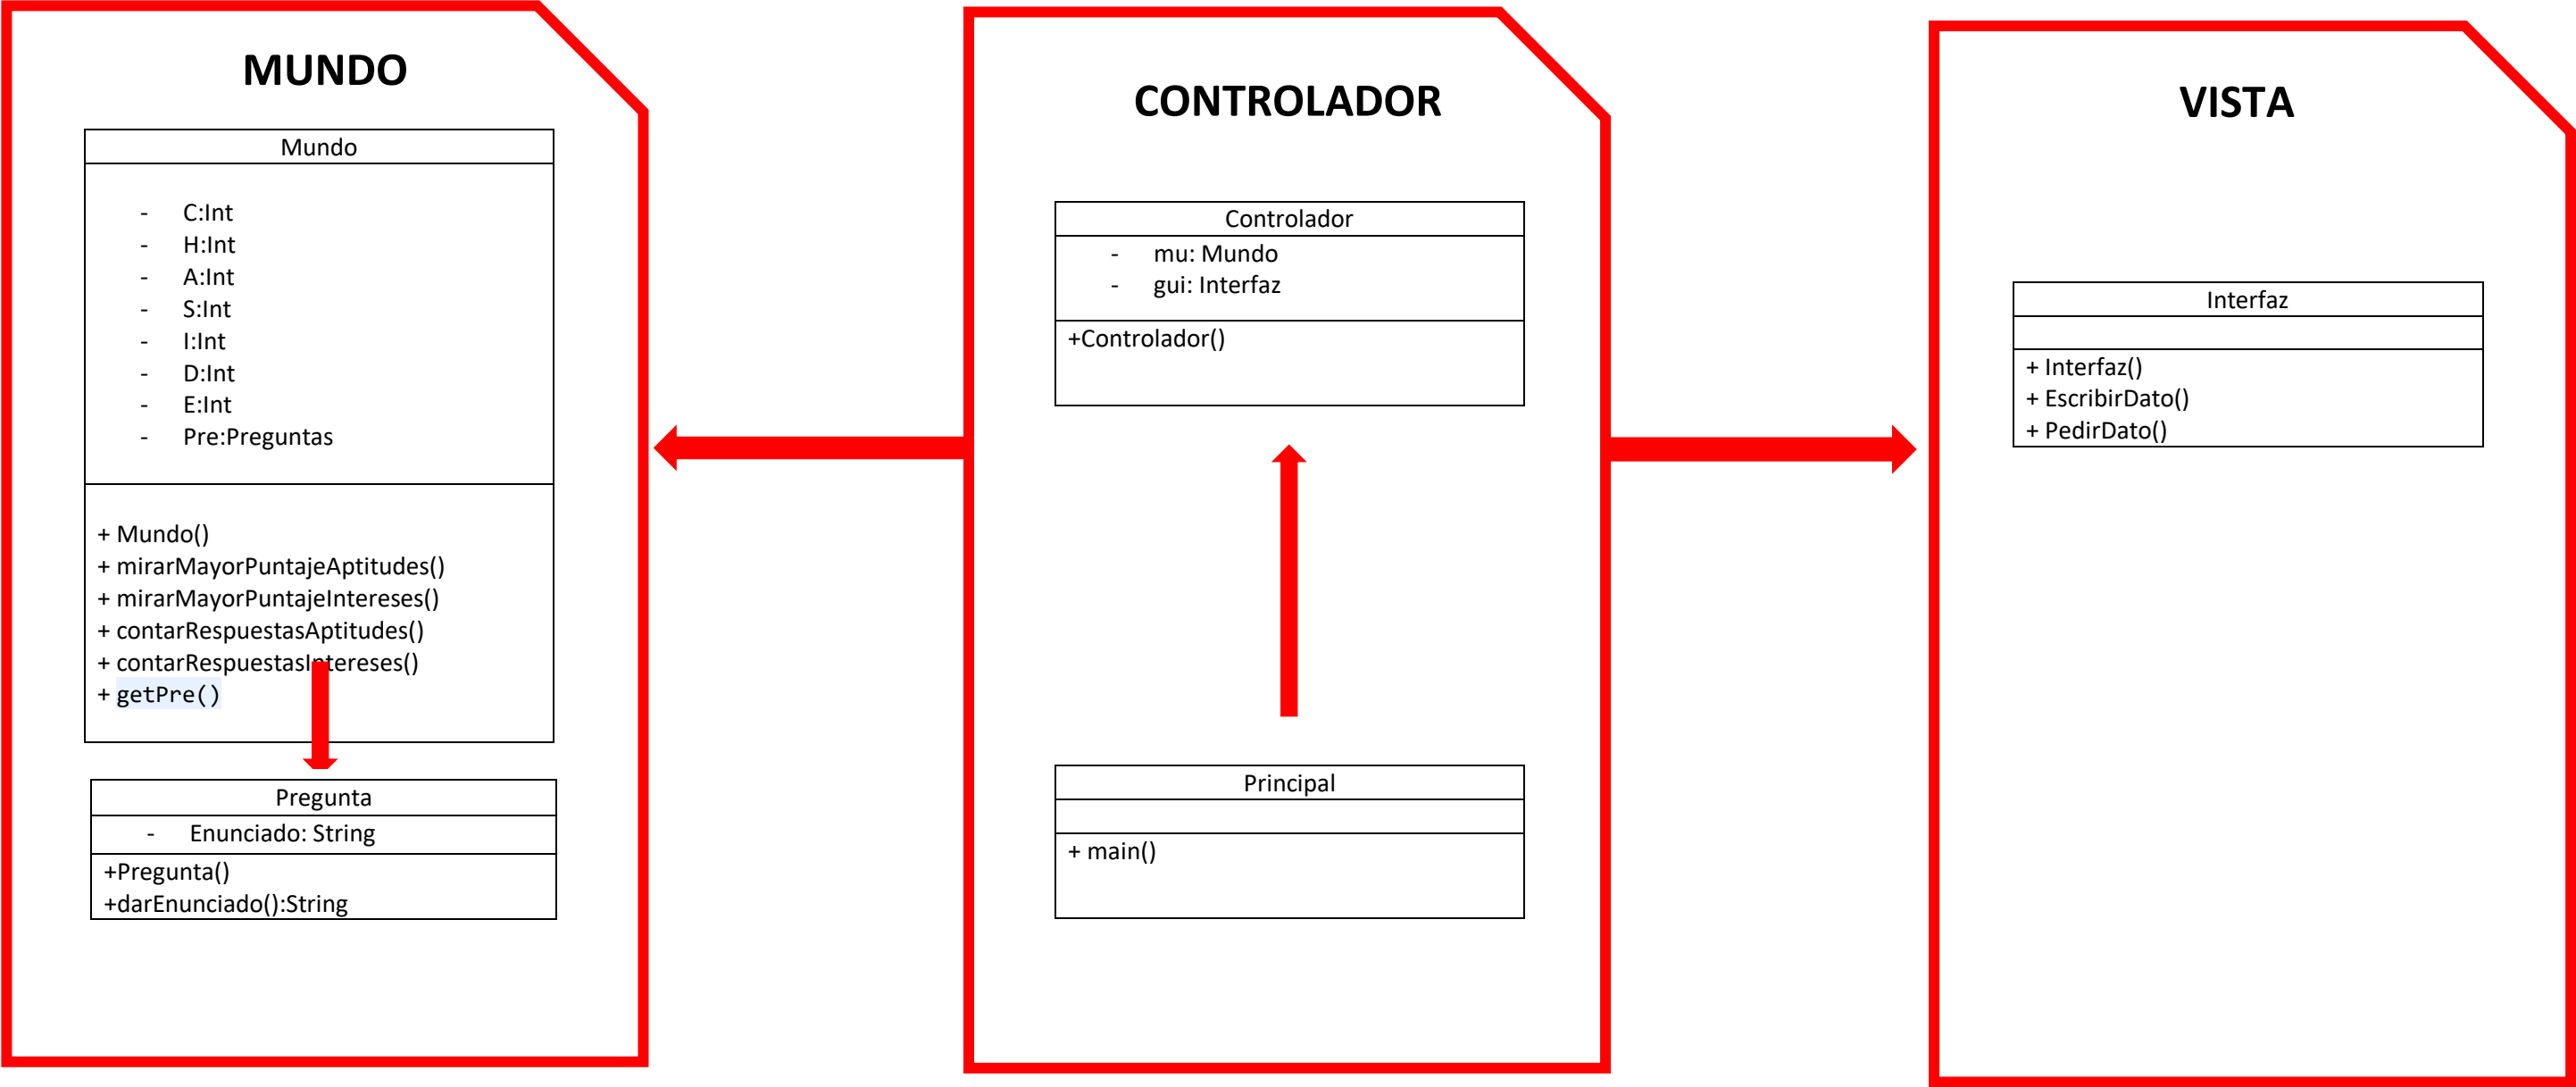 MUNDO
Mundo
- C:Int
- H:Int
- A:Int
- S:Int
- I:Int
- D:Int
- E:Int
- Pre:Preguntas
+ Mundo()
+ mirarMayorPuntajeAptitudes()
+ mirarMayorPuntajeIntereses()
+ contarRespuestasAptitudes()
+ contarRespuestasIntereses()
+ getPre()
Pregunta
- Enunciado: String
+Pregunta()
+darEnunciado():String
CONTROLADOR
Controlador
- mu: Mundo
- gui: Interfaz
+Controlador()
Principal
+ main()
VISTA
Interfaz
+ Interfaz()
+ EscribirDato()
+ PedirDato()